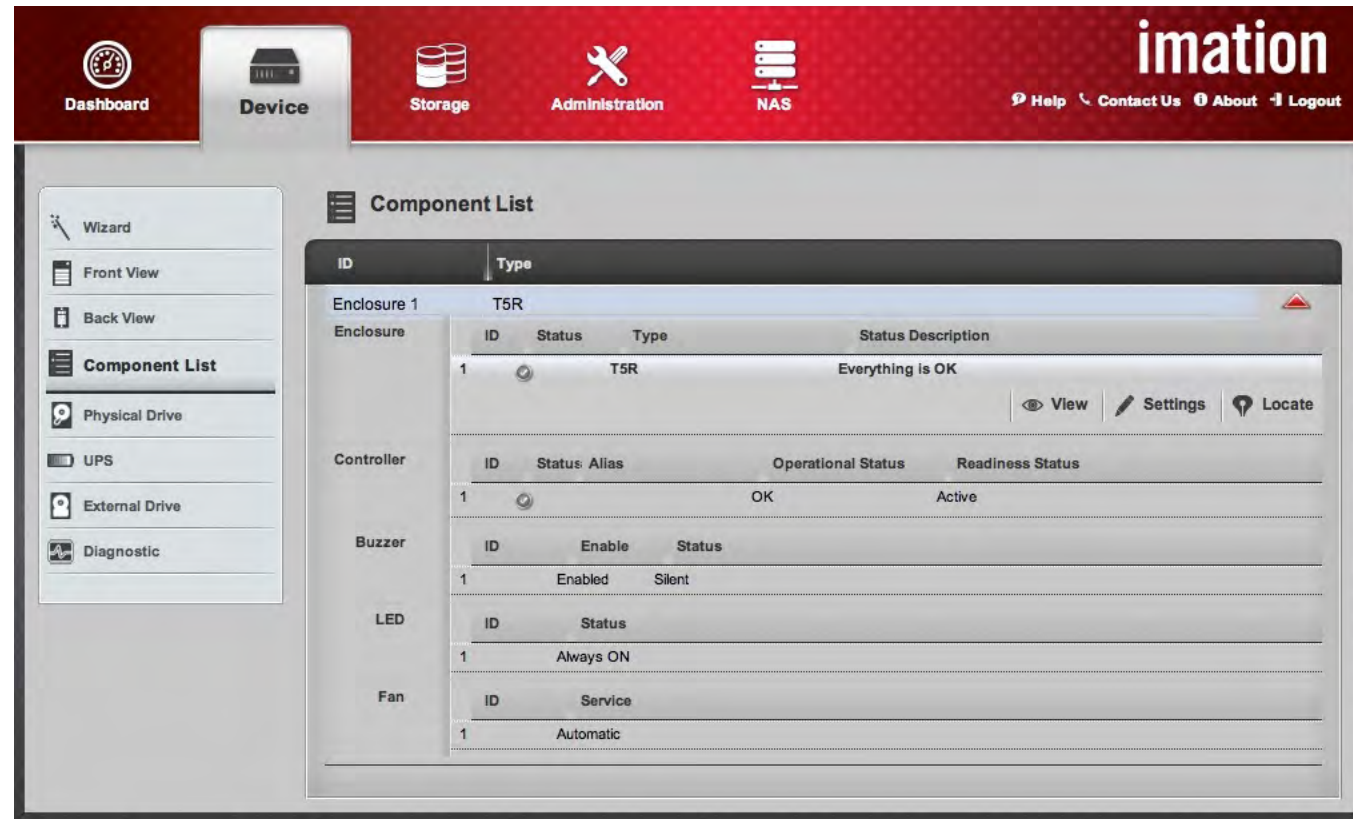 imation
Dashboard Device Storage Administration NAS
Help Contact Us About Logout
Wizard
Front View
Back View
Component List
Physical Drive
UPS
External Drive
Diagnostic
Component List
ID Type
Enclosure 1 T5R
Enclosure ID Status Type Status Description
1 T5R Everything is OK
View Settings Locate
Controller ID Status Alias Operational Status Readiness Status
1 OK Active
Buzzer ID Enable Status
1 Enabled Silent
LED ID Status
1 Always ON
Fan ID Service
1 Automatic